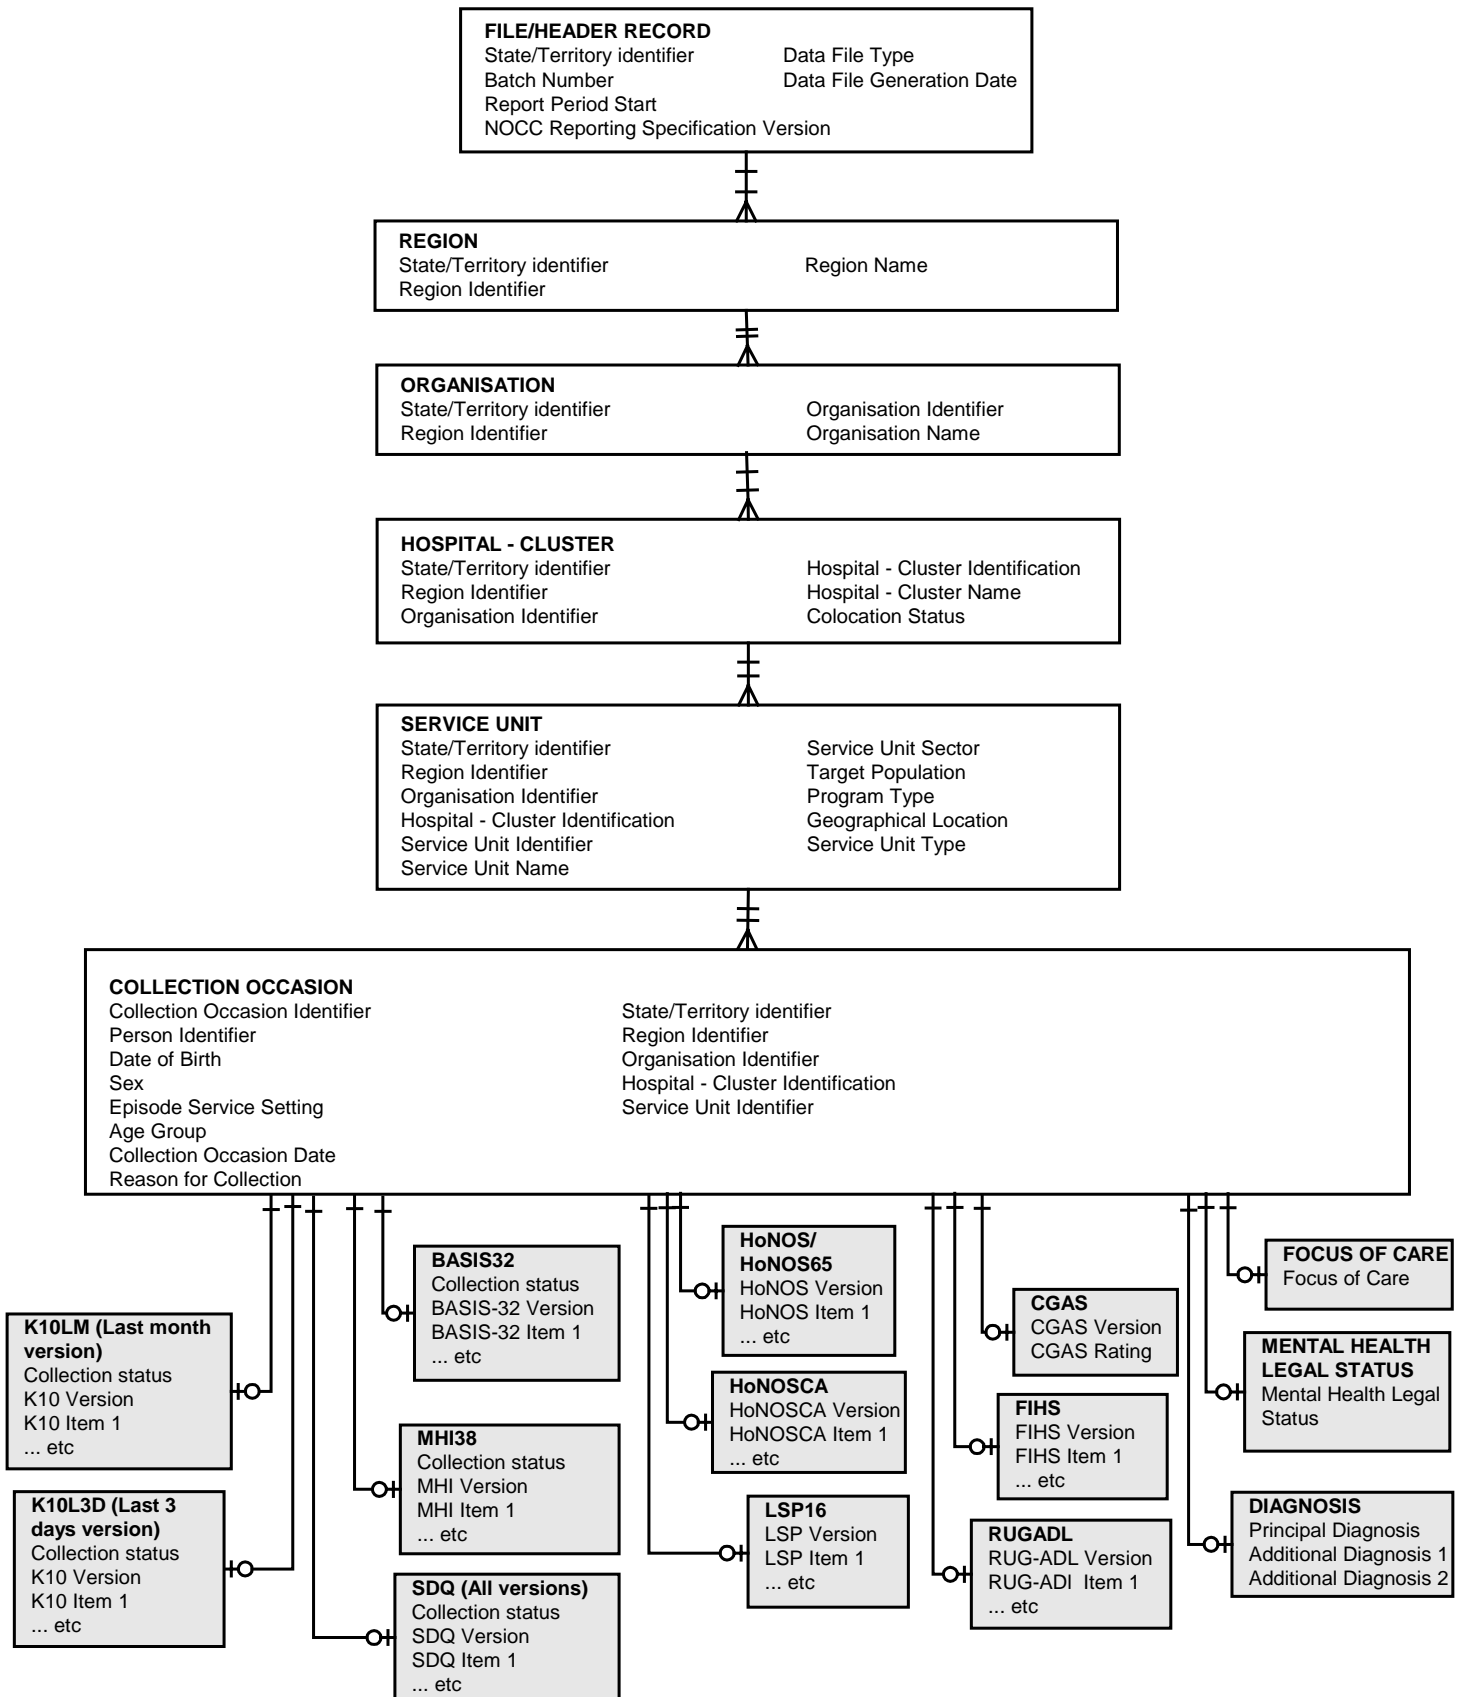 FILE/HEADER RECORD
State/Territory identifier Data File Type
Batch Number Data File Generation Date
Report Period Start
NOCC Reporting Specification Version
REGION
State/Territory identifier Region Name
Region Identifier
ORGANISATION
State/Territory identifier Organisation Identifier
Region Identifier Organisation Name
HOSPITAL - CLUSTER
State/Territory identifier Hospital - Cluster Identification
Region Identifier Hospital - Cluster Name
Organisation Identifier Colocation Status
SERVICE UNIT
State/Territory identifier Service Unit Sector
Region Identifier Target Population
Organisation Identifier Program Type
Hospital - Cluster Identification Geographical Location
Service Unit Identifier Service Unit Type
Service Unit Name
COLLECTION OCCASION
Collection Occasion Identifier State/Territory identifier
Person Identifier Region Identifier
Date of Birth Organisation Identifier
Sex Hospital - Cluster Identification
Episode Service Setting Service Unit Identifier
Age Group
Collection Occasion Date
Reason for Collection
K10LM (Last month
version)
Collection status
K10 Version
K10 Item 1
... etc
K10L3D (Last 3
days version)
Collection status
K10 Version
K10 Item 1
... etc
BASIS32
Collection status
BASIS-32 Version
BASIS-32 Item 1
... etc
MHI38
Collection status
MHI Version
MHI Item 1
... etc
SDQ (All versions)
Collection status
SDQ Version
SDQ Item 1
... etc
HoNOS/
HoNOS65
HoNOS Version
HoNOS Item 1
... etc
HoNOSCA
HoNOSCA Version
HoNOSCA Item 1
... etc
LSP16
LSP Version
LSP Item 1
... etc
CGAS
CGAS Version
CGAS Rating
FIHS
FIHS Version
FIHS Item 1
... etc
RUGADL
RUG-ADL Version
RUG-ADI Item 1
... etc
FOCUS OF CARE
Focus of Care
MENTAL HEALTH
LEGAL STATUS
Mental Health Legal
Status
DIAGNOSIS
Principal Diagnosis
Additional Diagnosis 1
Additional Diagnosis 2